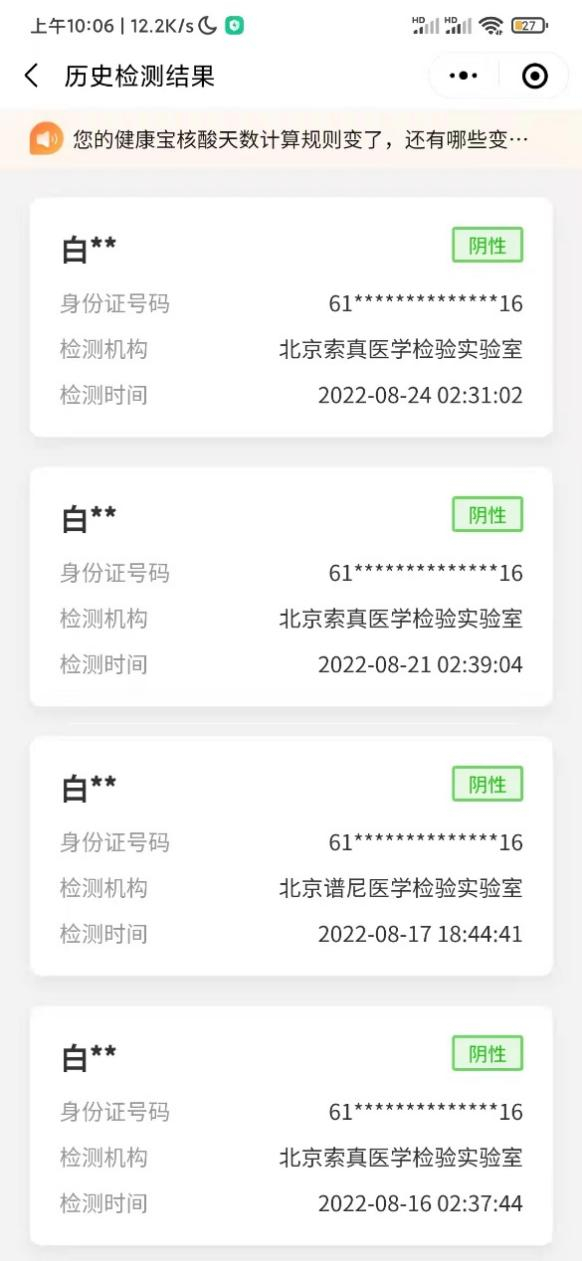 上午10:06 | 12.2K/s
HD HD 27
历史检测结果
您的健康宝核酸天数计算规则变了，还有哪些变…
白** 阴性
身份证号码 61**************16
检测机构 北京索真医学检验实验室
检测时间 2022-08-24 02:31:02
白** 阴性
身份证号码 61**************16
检测机构 北京索真医学检验实验室
检测时间 2022-08-21 02:39:04
白** 阴性
身份证号码 61**************16
检测机构 北京谱尼医学检验实验室
检测时间 2022-08-17 18:44:41
白** 阴性
身份证号码 61**************16
检测机构 北京索真医学检验实验室
检测时间 2022-08-16 02:37:44